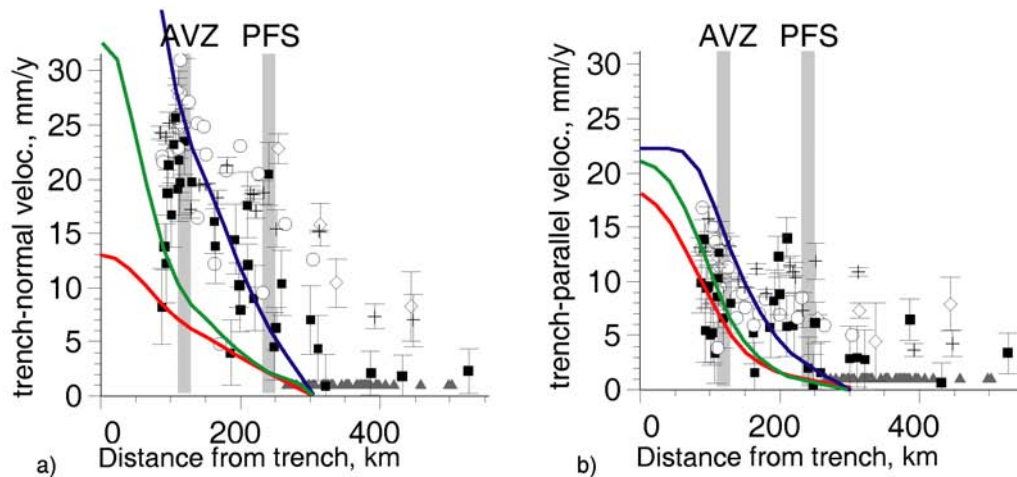 AVZ PFS
trench-normal veloc., mm/y
30
25
20
15
10
5
0
0 200 400
Distance from trench, km
a)
AVZ PFS
trench-parallel veloc., mm/y
30
25
20
15
10
5
0
0 200 400
Distance from trench, km
b)